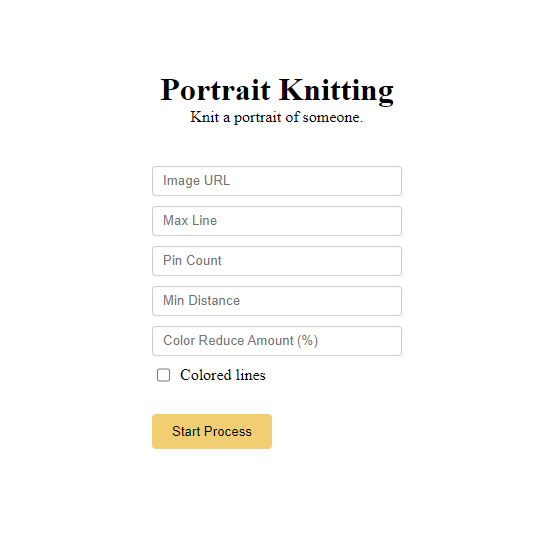 Portrait Knitting
Knit a portrait of someone.
Image URL
Max Line
Pin Count
Min Distance
Color Reduce Amount (%)
Colored lines
Start Process